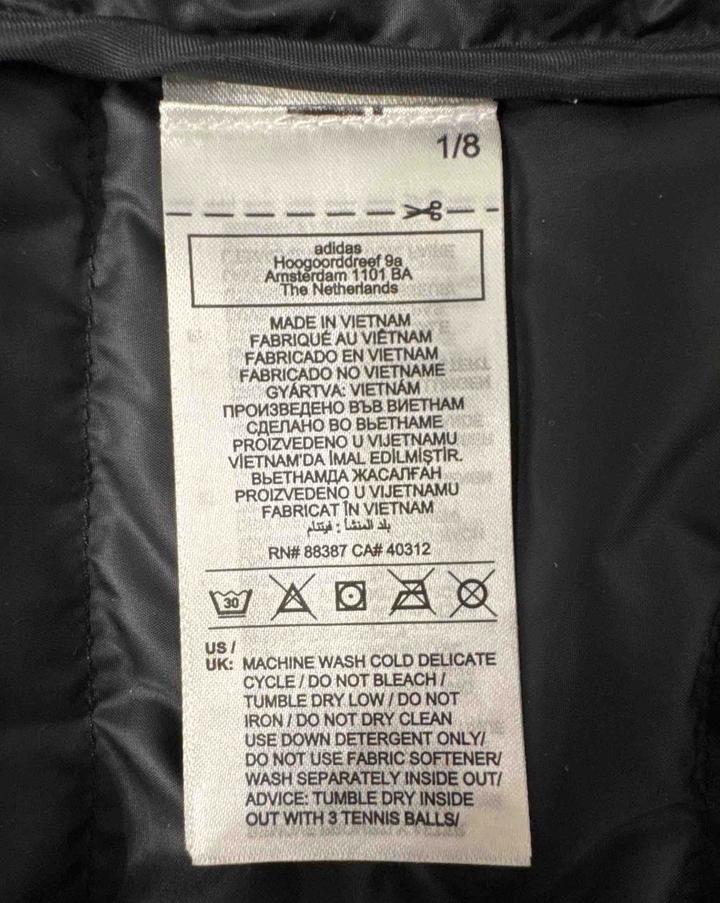 1/8
adidas
Hoogoorddreef 9a
Amsterdam 1101 BA
The Netherlands
MADE IN VIETNAM
FABRIQUÉ AU VIÊTNAM
FABRICADO EN VIETNAM
FABRICADO NO VIETNAME
GYÁRTVA: VIETNÁM
ПРОИЗВЕДЕНО ВЪВ ВИЕТНАМ
СДЕЛАНО ВО ВЬЕТНАМЕ
PROIZVEDENO U VIJETNAMU
VİETNAM'DA İMAL EDİLMİŞTİR.
ВЬЕТНАМДА ЖАСАЛҒАН
PROIZVEDENO U VIJETNAMU
FABRICAT ÎN VIETNAM
بلد المنشأ : فيتنام
RN# 88387 CA# 40312
30
US /
UK: MACHINE WASH COLD DELICATE
CYCLE / DO NOT BLEACH /
TUMBLE DRY LOW / DO NOT
IRON / DO NOT DRY CLEAN
USE DOWN DETERGENT ONLY/
DO NOT USE FABRIC SOFTENER/
WASH SEPARATELY INSIDE OUT/
ADVICE: TUMBLE DRY INSIDE
OUT WITH 3 TENNIS BALLS/